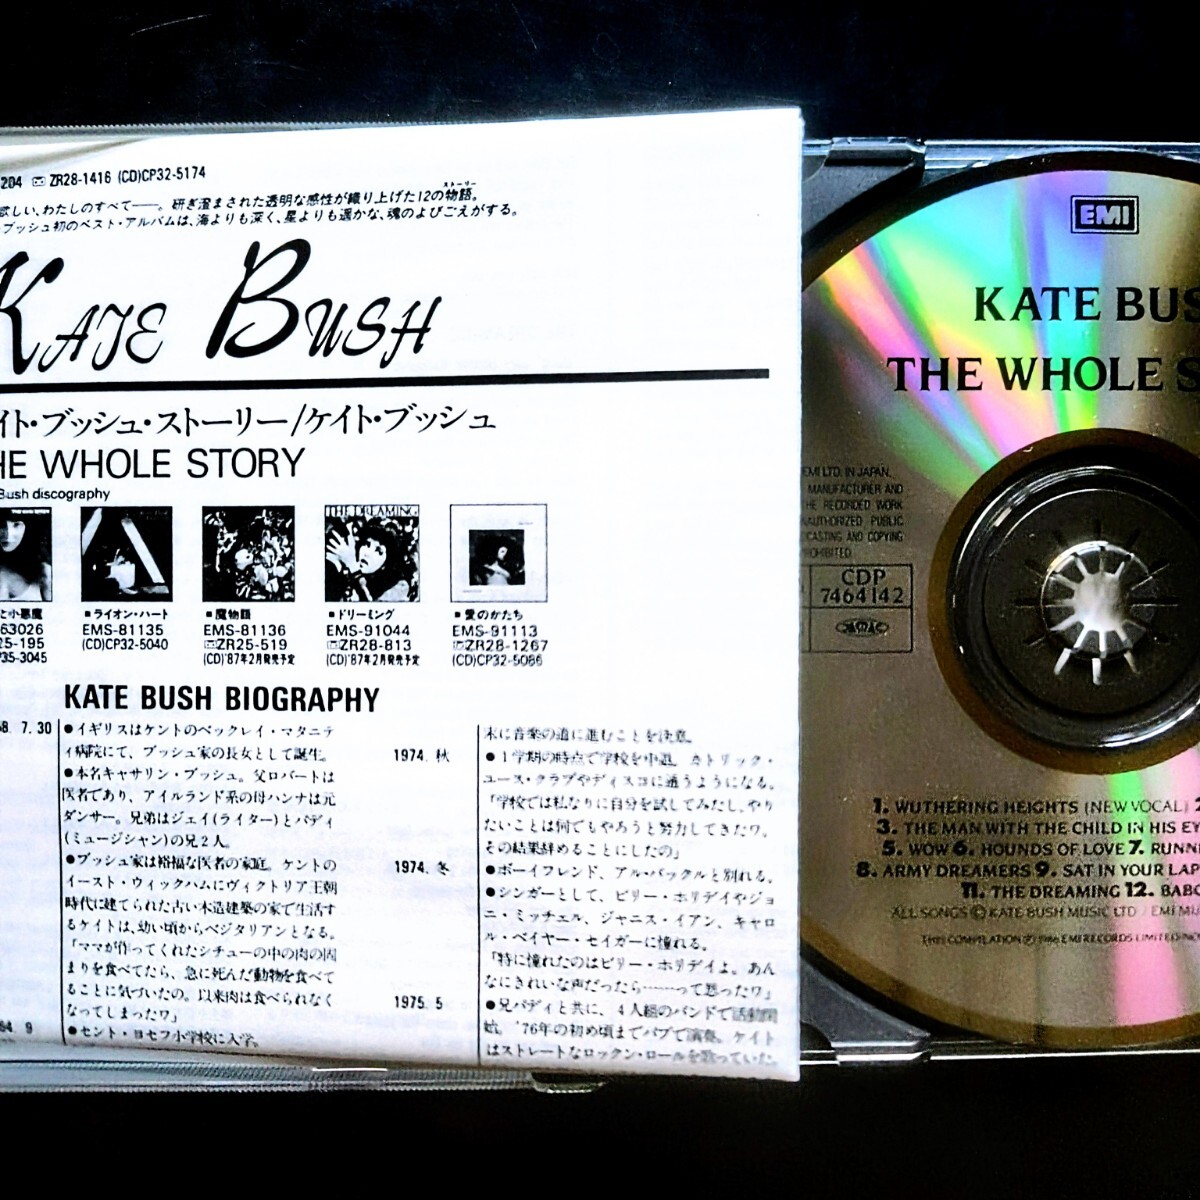 204 ZR28-1416 (CD)CP32-5174
欲しい、わたしのすべて——。研ぎ澄まされた透明な感性が織り上げた12の物語。
ストーリー
ブッシュ初のベスト・アルバムは、海よりも深く、星よりも遥かな、魂のよびごえがする。
KATE BUSH
イト・ブッシュ・ストーリー/ケイト・ブッシュ
HE WHOLE STORY
Bush discography
THE DREAMING
と小悪魔
63026
25-195
P35-3045
■ライオン・ハート
EMS-81135
(CD)CP32-5040
■魔物語
EMS-81136
ZR25-519
(CD)'87年2月発売予定
■ドリーミング
EMS-91044
ZR28-813
(CD)'87年2月発売予定
■愛のかたち
EMS-91113
ZR28-1267
(CD)CP32-5086
KATE BUSH BIOGRAPHY
58. 7. 30
●イギリスはケントのベックレイ・マタニテ
ィ病院にて、ブッシュ家の長女として誕生。
●本名キャサリン・ブッシュ。父ロバートは
医者であり、アイルランド系の母ハンナは元
ダンサー。兄弟はジェイ(ライター)とパディ
(ミュージシャン)の兄2人。
●ブッシュ家は裕福な医者の家庭。ケントの
イースト・ウィックハムにヴィクトリア王朝
時代に建てられた古い木造建築の家で生活す
るケイトは、幼い頃からベジタリアンとなる。
「ママが作ってくれたシチューの中の肉の固
まりを食べてたら、急に死んだ動物を食べて
ることに気づいたの。以来肉は食べられなく
なってしまったワ」
64. 9
●セント・ヨセフ小学校に入学。
末に音楽の道に進むことを決意。
1974. 秋
●1学期の時点で学校を中退。カトリック・
ユース・クラブやディスコに通うようになる。
「学校では私なりに自分を試してみたし、やり
たいことは何でもやろうと努力してきたワ。
その結果辞めることにしたの」
1974. 冬
●ボーイフレンド、アル・バックルと別れる。
●シンガーとして、ビリー・ホリデイやジョ
ニ・ミッチェル、ジャニス・イアン、キャロ
ル・ベイヤー・セイガーに憧れる。
「特に憧れたのはビリー・ホリデイよ。あん
なにきれいな声だったら……って思ったワ」
1975. 5
●兄パディと共に、4人組のバンドで活動開
始。'76年の初め頃までパブで演奏。ケイト
はストレートなロックン・ロールを歌っていた。
EMI
KATE BUS
THE WHOLE S
EMI LTD. IN JAPAN.
MANUFACTURER AND
HE RECORDED WORK
NAUTHORIZED PUBLIC
CASTING AND COPYING
PROHIBITED.
CDP
7464142
1. WUTHERING HEIGHTS (NEW VOCAL) 2
3. THE MAN WITH THE CHILD IN HIS EY
5. WOW 6. HOUNDS OF LOVE 7. RUNN
8. ARMY DREAMERS 9. SAT IN YOUR LAP
11. THE DREAMING 12. BABO
ALL SONGS © KATE BUSH MUSIC LTD / EMI MU
THIS COMPILATION ℗ 1986 EMI RECORDS LIMITED